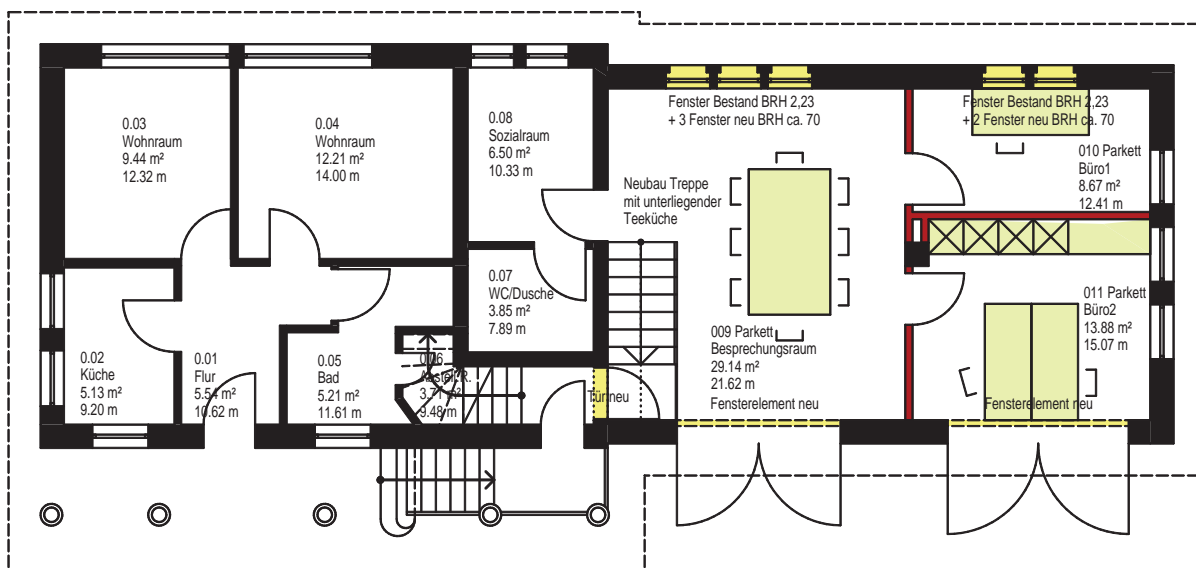 0.03
Wohnraum
9.44 m²
12.32 m
0.04
Wohnraum
12.21 m²
14.00 m
0.08
Sozialraum
6.50 m²
10.33 m
Fenster Bestand BRH 2,23
+ 3 Fenster neu BRH ca. 70
Fenster Bestand BRH 2,23
+ 2 Fenster neu BRH ca. 70
010 Parkett
Büro1
8.67 m²
12.41 m
Neubau Treppe
mit unterliegender
Teeküche
0.07
WC/Dusche
3.85 m²
7.89 m
0.02
Küche
5.13 m²
9.20 m
0.01
Flur
5.54 m²
10.62 m
0.05
Bad
5.21 m²
11.61 m
0.06
Abstell.R.
3.71 m²
9.48 m
Tür neu
009 Parkett
Besprechungsraum
29.14 m²
21.62 m
Fensterelement neu
011 Parkett
Büro2
13.88 m²
15.07 m
Fensterelement neu